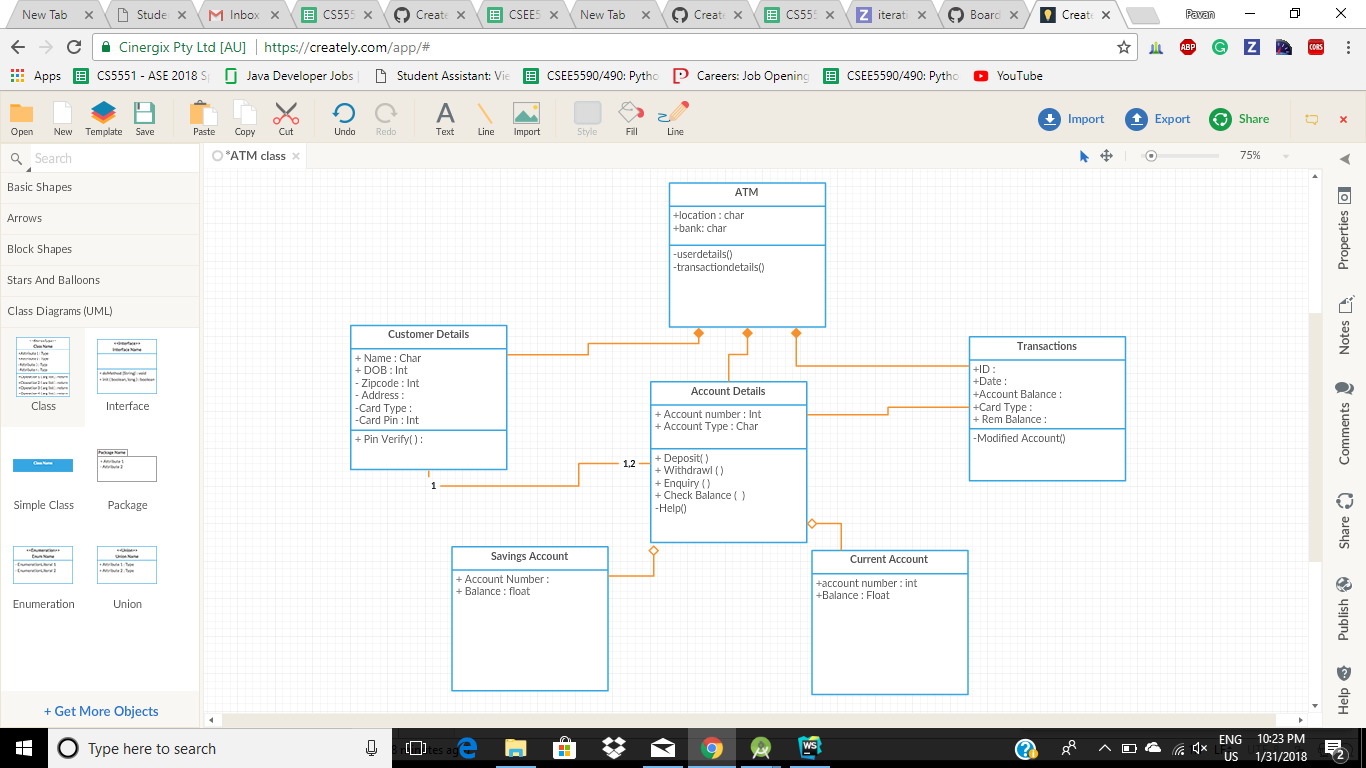 New Tab
Studer
Inbox
CS555
Create
CSEE5
New Tab
Create
CS555
iterati
Board
Create
Pavan
Cinergix Pty Ltd [AU]
https://creately.com/app/#
ABP
Z
CORS
Apps
CS5551 - ASE 2018 Sp
Java Developer Jobs
Student Assistant: Vie
CSEE5590/490: Pytho
Careers: Job Opening
CSEE5590/490: Pytho
YouTube
Open
New
Template
Save
Paste
Copy
Cut
Undo
Redo
Text
Line
Import
Style
Fill
Line
Import
Export
Share
Search
*ATM class
75%
Basic Shapes
Arrows
Block Shapes
Stars And Balloons
Class Diagrams (UML)
Class
Interface
Simple Class
Package
Enumeration
Union
+ Get More Objects
ATM
+location : char
+bank: char
-userdetails()
-transactiondetails()
Customer Details
+ Name : Char
+ DOB : Int
- Zipcode : Int
- Address :
-Card Type :
-Card Pin : Int
+ Pin Verify( ) :
Account Details
+ Account number : Int
+ Account Type : Char
+ Deposit( )
+ Withdrawl ( )
+ Enquiry ( )
+ Check Balance (  )
-Help()
Transactions
+ID :
+Date :
+Account Balance :
+Card Type :
+ Rem Balance :
-Modified Account()
1
1,2
Savings Account
+ Account Number :
+ Balance : float
Current Account
+account number : int
+Balance : Float
Properties
Notes
Comments
Share
Publish
Help
Type here to search
WS
ENG
US
10:23 PM
1/31/2018
2